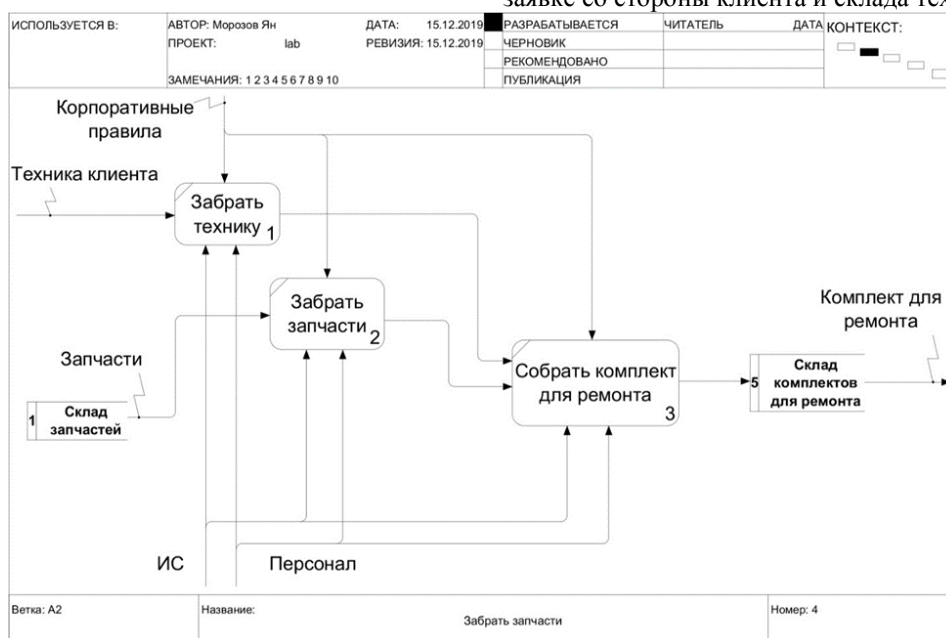 заявке со стороны клиента и склада
ИСПОЛЬЗУЕТСЯ В:
АВТОР: Морозов Ян
ДАТА: 15.12.2019
ПРОЕКТ: lab
РЕВИЗИЯ: 15.12.2019
ЗАМЕЧАНИЯ: 1 2 3 4 5 6 7 8 9 10
РАЗРАБАТЫВАЕТСЯ
ЧЕРНОВИК
РЕКОМЕНДОВАНО
ПУБЛИКАЦИЯ
ЧИТАТЕЛЬ
ДАТА
КОНТЕКСТ:
Корпоративные
правила
Техника клиента
Забрать
технику 1
Забрать
запчасти 2
Запчасти
1 Склад
запчастей
Собрать комплект
для ремонта
3
Комплект для
ремонта
5 Склад
комплектов
для ремонта
ИС
Персонал
Ветка: A2
Название:
Забрать запчасти
Номер: 4